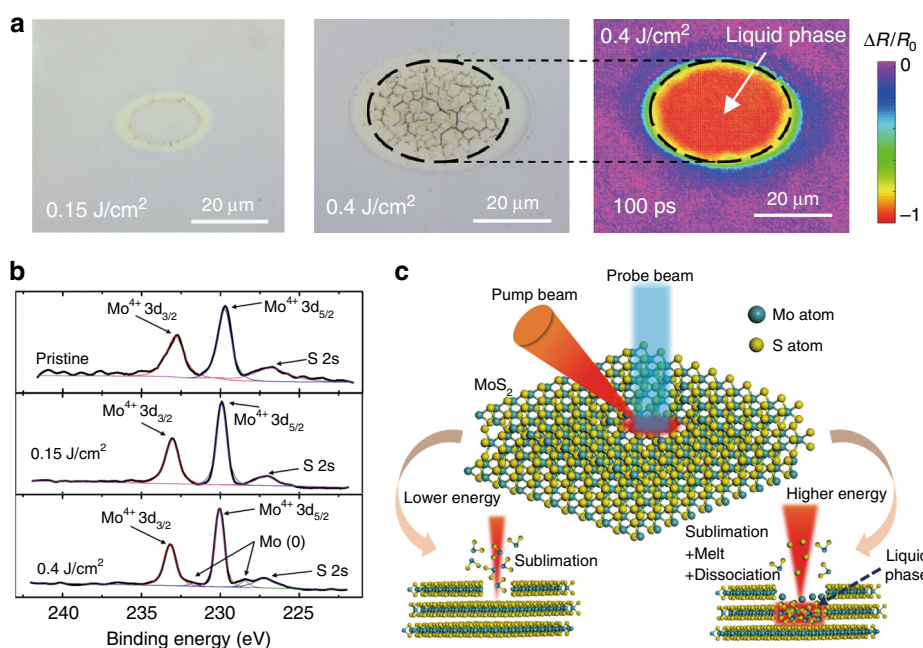 a
0.15 J/cm²
20 μm
0.4 J/cm²
20 μm
0.4 J/cm²
Liquid phase
100 ps
20 μm
ΔR/R₀
0
−1
b
Mo⁴⁺ 3d₃/₂
Mo⁴⁺ 3d₅/₂
S 2s
Pristine
Mo⁴⁺ 3d₃/₂
Mo⁴⁺ 3d₅/₂
S 2s
0.15 J/cm²
Mo⁴⁺ 3d₃/₂
Mo⁴⁺ 3d₅/₂
Mo (0)
S 2s
0.4 J/cm²
240 235 230 225
Binding energy (eV)
c
Probe beam
Pump beam
Mo atom
S atom
MoS₂
Lower energy
Sublimation
Higher energy
Sublimation
+Melt
+Dissociation
Liquid
phase